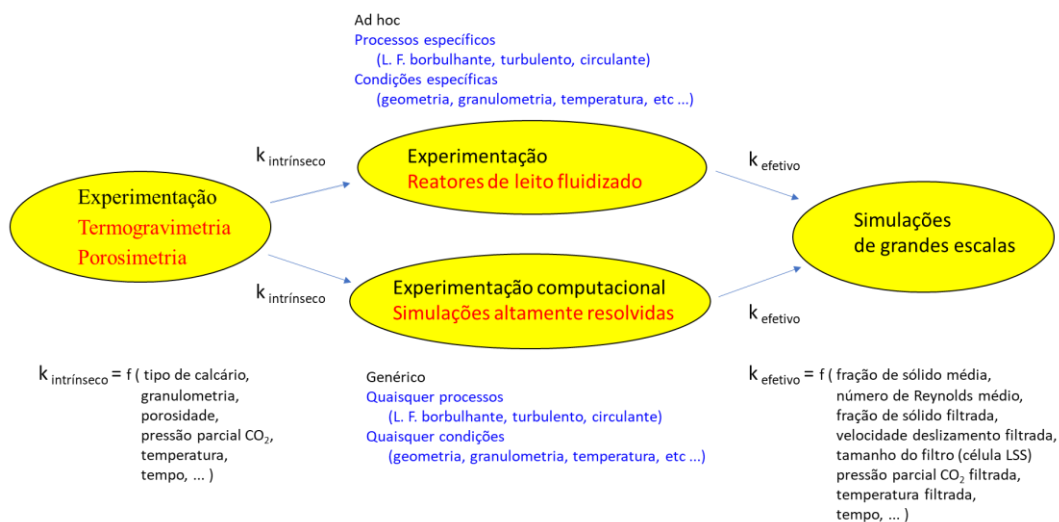 Ad hoc
Processos específicos
(L. F. borbulhante, turbulento, circulante)
Condições específicas
(geometria, granulometria, temperatura, etc ...)
k intrínseco
Experimentação
Reatores de leito fluidizado
k efetivo
Experimentação
Termogravimetria
Porosimetria
Simulações
de grandes escalas
k intrínseco
Experimentação computacional
Simulações altamente resolvidas
k efetivo
k intrínseco = f ( tipo de calcário,
granulometria,
porosidade,
pressão parcial CO₂,
temperatura,
tempo, ... )
Genérico
Quaisquer processos
(L. F. borbulhante, turbulento, circulante)
Quaisquer condições
(geometria, granulometria, temperatura, etc ...)
k efetivo = f ( fração de sólido média,
número de Reynolds médio,
fração de sólido filtrada,
velocidade deslizamento filtrada,
tamanho do filtro (célula LSS)
pressão parcial CO₂ filtrada,
temperatura filtrada,
tempo, ... )